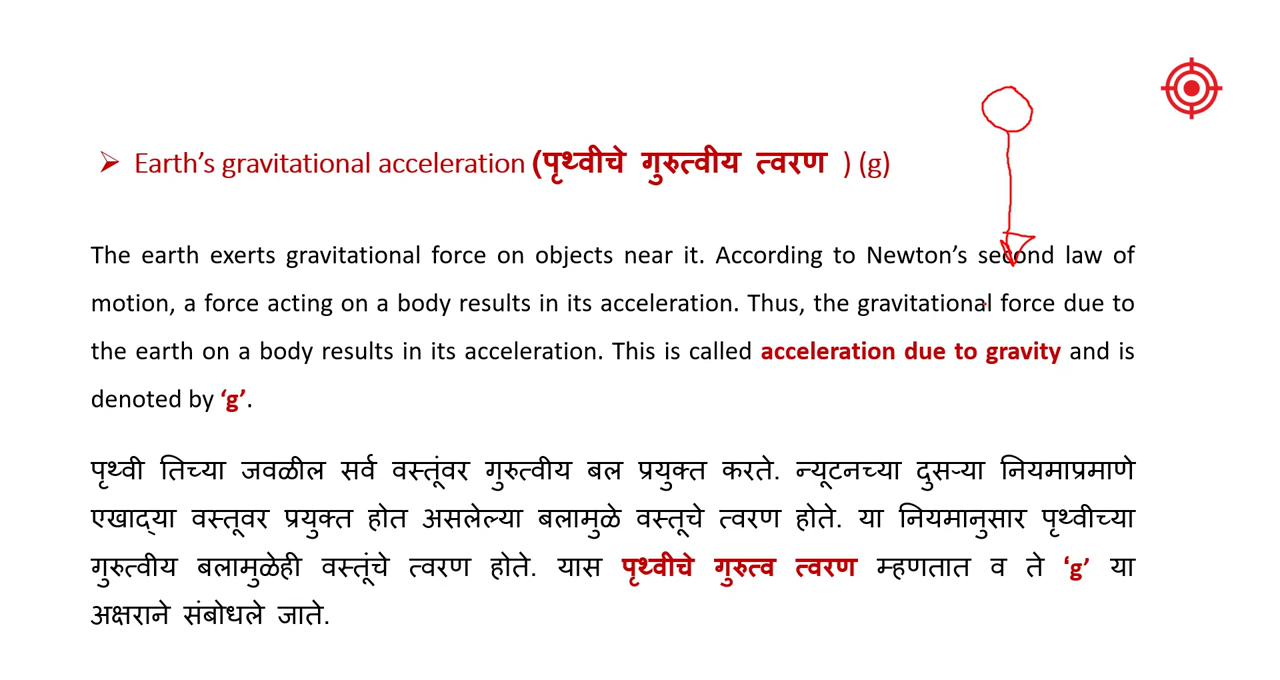 ➢ Earth’s gravitational acceleration (पृथ्वीचे गुरुत्वीय त्वरण ) (g)
The earth exerts gravitational force on objects near it. According to Newton’s second law of
motion, a force acting on a body results in its acceleration. Thus, the gravitational force due to
the earth on a body results in its acceleration. This is called acceleration due to gravity and is
denoted by ‘g’.
पृथ्वी तिच्या जवळील सर्व वस्तूंवर गुरुत्वीय बल प्रयुक्त करते. न्यूटनच्या दुसऱ्या नियमाप्रमाणे
एखाद्‌या वस्तूवर प्रयुक्त होत असलेल्या बलामुळे वस्तूचे त्वरण होते. या नियमानुसार पृथ्वीच्या
गुरुत्वीय बलामुळेही वस्तूंचे त्वरण होते. यास पृथ्वीचे गुरुत्व त्वरण म्हणतात व ते ‘g’ या
अक्षराने संबोधले जाते.